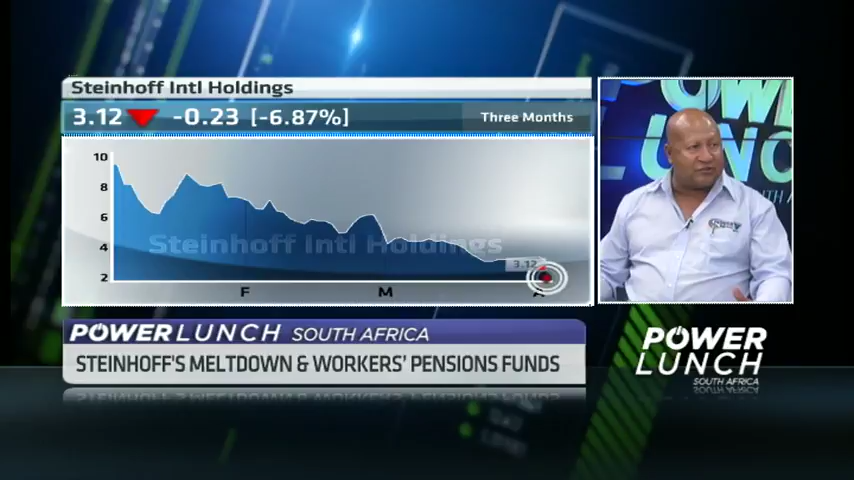 Steinhoff Intl Holdings
3.12 -0.23 [-6.87%] Three Months
10
8
6
4
2
Steinhoff Intl Holdings
3.12
F M A
POWER LUNCH SOUTH AFRICA
STEINHOFF'S MELTDOWN & WORKERS' PENSIONS FUNDS
POWER
LUNCH
SOUTH AFRICA